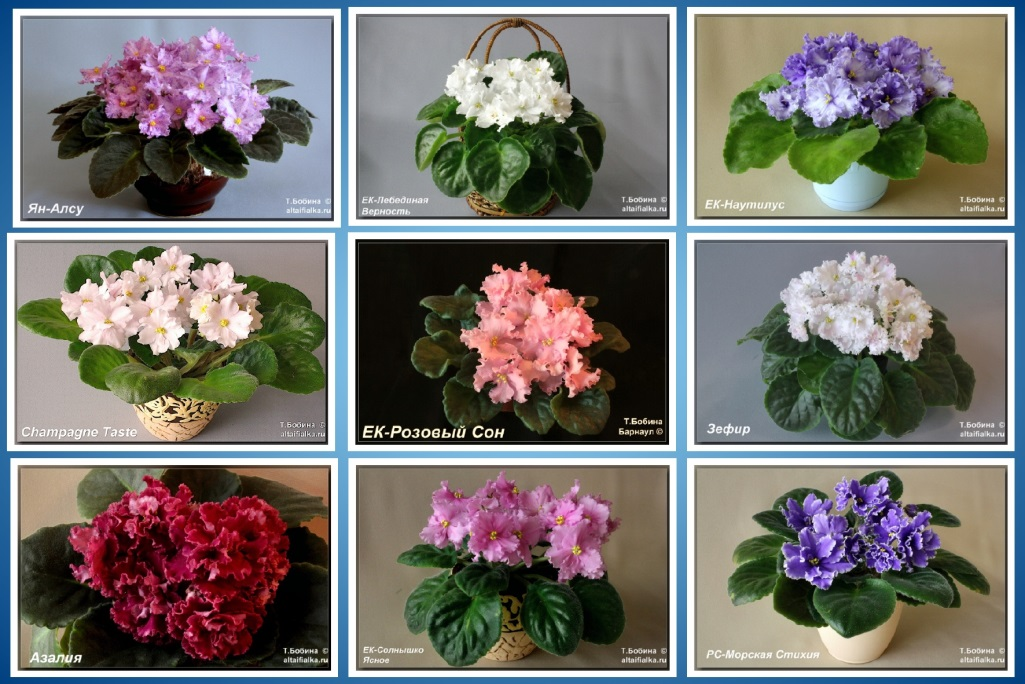 Ян-Алсу
Т.Бобина ©
altaifialka.ru
ЕК-Лебединая
Верность
Т.Бобина ©
altaifialka.ru
ЕК-Наутилус
Т.Бобина ©
altaifialka.ru
Champagne Taste
Т.Бобина ©
altaifialka.ru
ЕК-Розовый Сон
Т.Бобина
Барнаул ©
Зефир
Т.Бобина ©
altaifialka.ru
Азалия
Т.Бобина ©
altaifialka.ru
ЕК-Солнышко
Ясное
Т.Бобина ©
altaifialka.ru
РС-Морская Стихия
Т.Бобина ©
altaifialka.ru